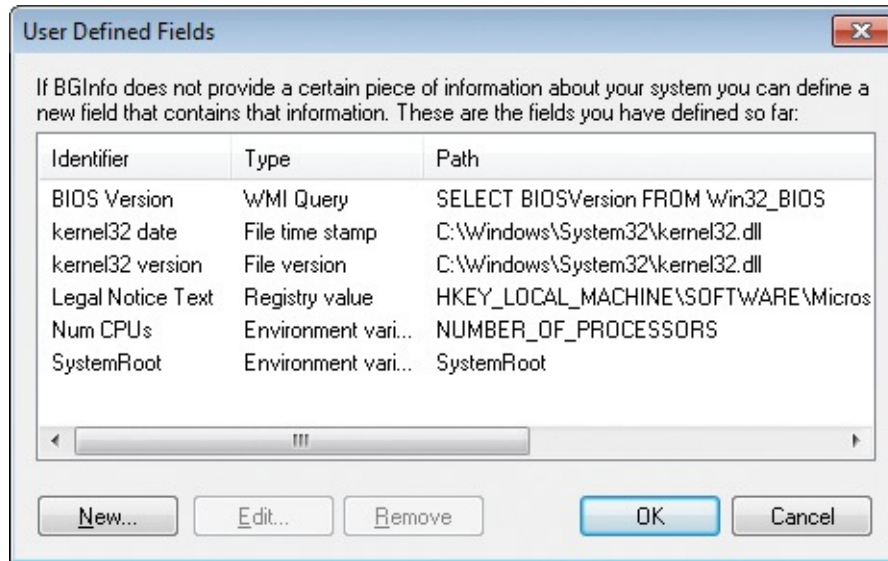 User Defined Fields
If BGInfo does not provide a certain piece of information about your system you can define a
new field that contains that information. These are the fields you have defined so far:
Identifier Type Path
BIOS Version WMI Query SELECT BIOSVersion FROM Win32_BIOS
kernel32 date File time stamp C:\Windows\System32\kernel32.dll
kernel32 version File version C:\Windows\System32\kernel32.dll
Legal Notice Text Registry value HKEY_LOCAL_MACHINE\SOFTWARE\Micros
Num CPUs Environment vari... NUMBER_OF_PROCESSORS
SystemRoot Environment vari... SystemRoot
New... Edit... Remove OK Cancel